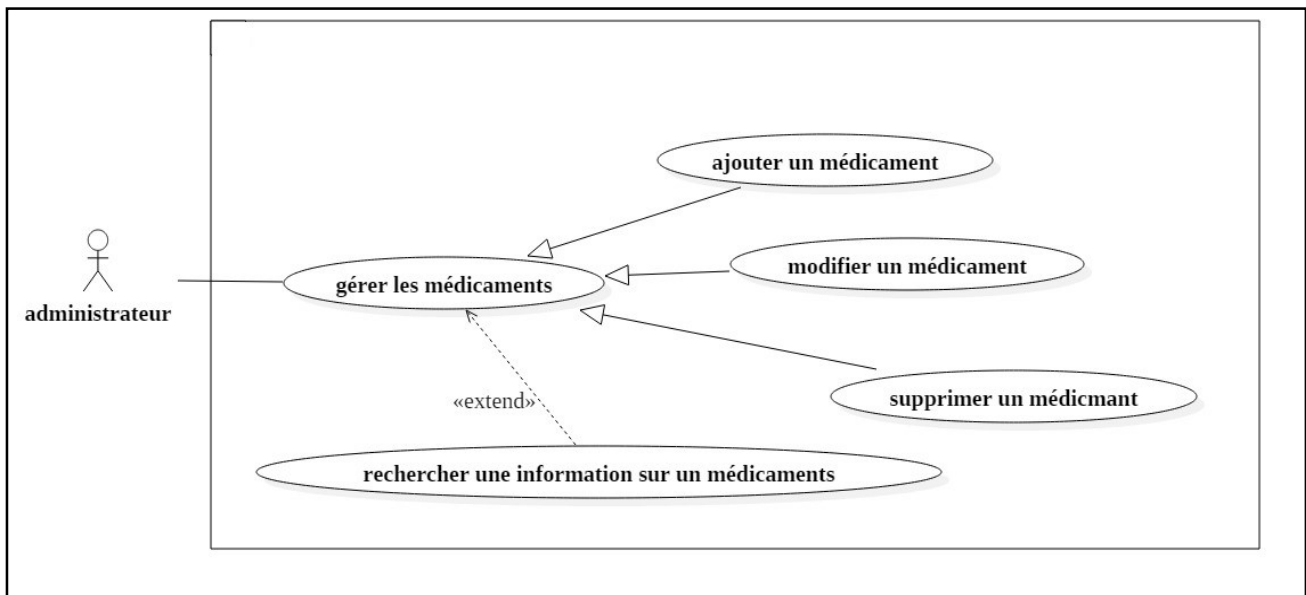 ajouter un médicament
modifier un médicament
gérer les médicaments
administrateur
supprimer un médicmant
«extend»
rechercher une information sur un médicaments